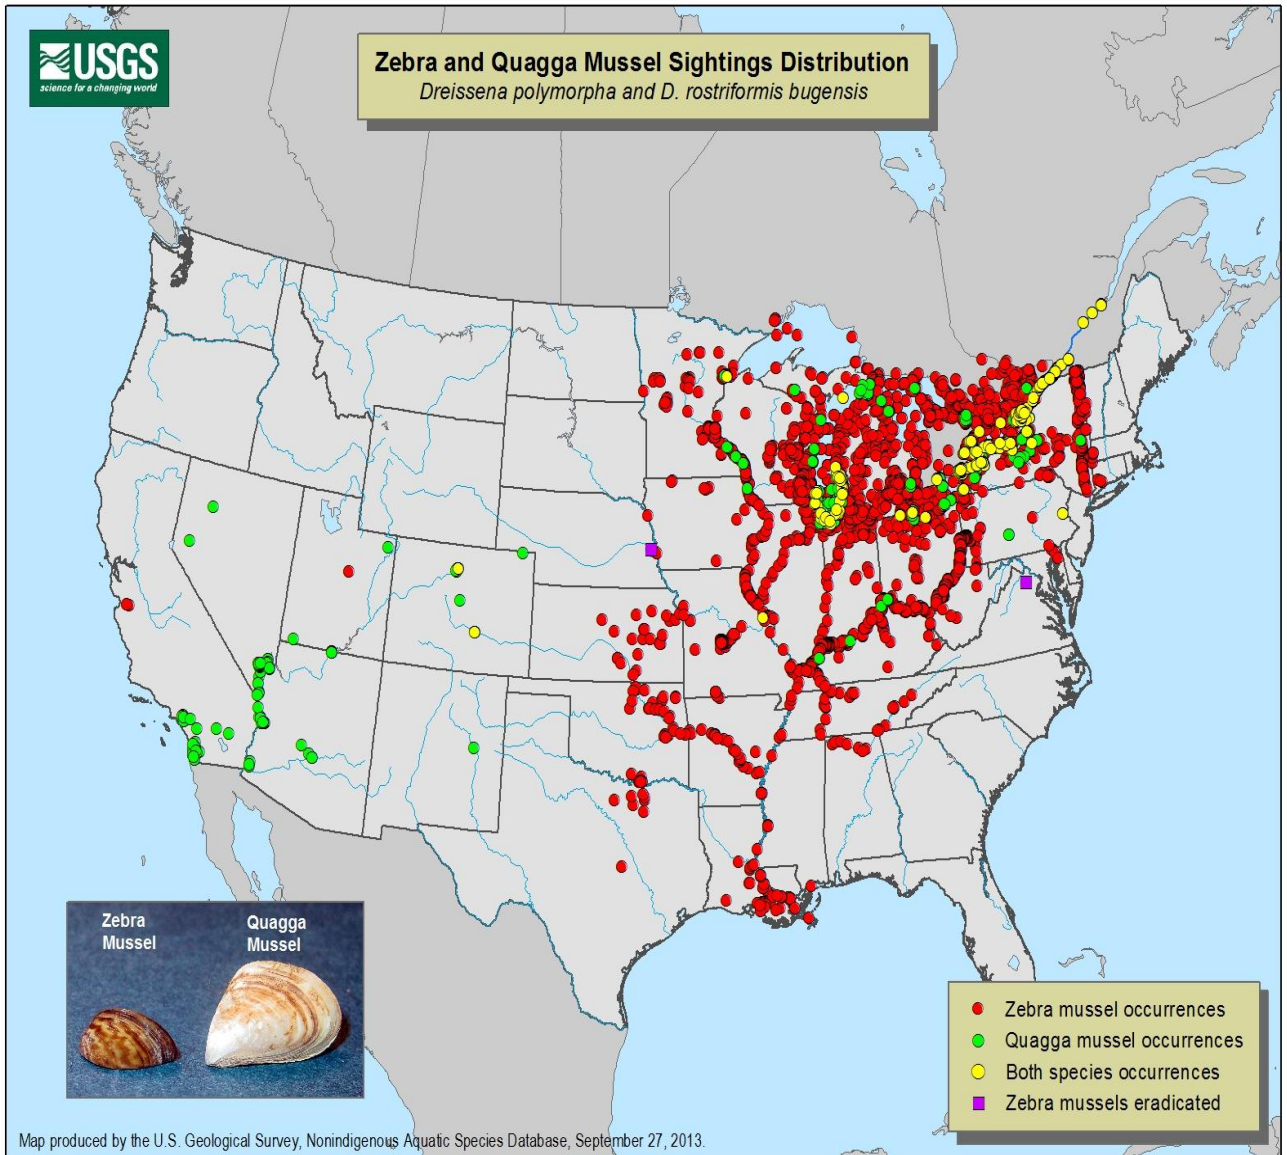 USGS
science for a changing world
Zebra and Quagga Mussel Sightings Distribution
Dreissena polymorpha and D. rostriformis bugensis
Zebra
Mussel
Quagga
Mussel
Zebra mussel occurrences
Quagga mussel occurrences
Both species occurrences
Zebra mussels eradicated
Map produced by the U.S. Geological Survey, Nonindigenous Aquatic Species Database, September 27, 2013.